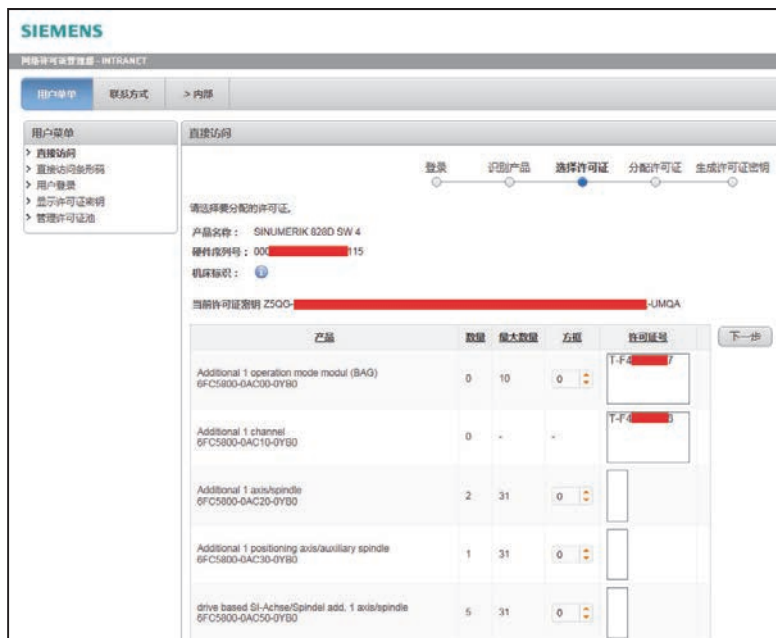 SIEMENS
网络许可证管理器 - INTRANET
用户菜单 联系方式 > 内部
用户菜单
直接访问
直接访问条形码
用户登录
显示许可证密钥
管理许可证池
直接访问
登录 识别产品 选择许可证 分配许可证 生成许可证密钥
请选择要分配的许可证。
产品名称： SINUMERIK 828D SW 4
硬件序列号： 000 115
机床标识： i
当前许可证密钥 Z5QG- -UMQA
产品 数量 最大数量 方框 许可证号 下一步
Additional 1 operation mode modul (BAG)
6FC5800-0AC00-0YB0
0 10 0 T-F4 7
Additional 1 channel
6FC5800-0AC10-0YB0
0 - - T-F4
Additional 1 axis/spindle
6FC5800-0AC20-0YB0
2 31 0
Additional 1 positioning axis/auxiliary spindle
6FC5800-0AC30-0YB0
1 31 0
drive based SI-Achse/Spindel add. 1 axis/spindle
6FC5800-0AC50-0YB0
5 31 0